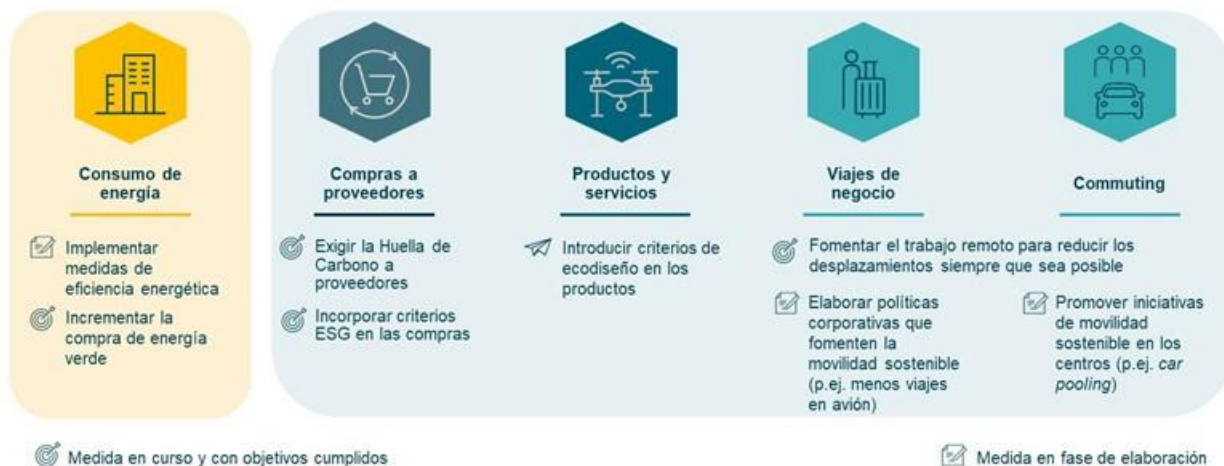 Consumo de
energía
Implementar
medidas de
eficiencia energética
Incrementar la
compra de energía
verde
Compras a
proveedores
Exigir la Huella de
Carbono a
proveedores
Incorporar criterios
ESG en las compras
Productos y
servicios
Introducir criterios de
ecodiseño en los
productos
Viajes de
negocio
Commuting
Fomentar el trabajo remoto para reducir los
desplazamientos siempre que sea posible
Elaborar políticas
corporativas que
fomenten la
movilidad sostenible
(p.ej. menos viajes
en avión)
Promover iniciativas
de movilidad
sostenible en los
centros (p.ej. car
pooling)
Medida en curso y con objetivos cumplidos
Medida en fase de elaboración